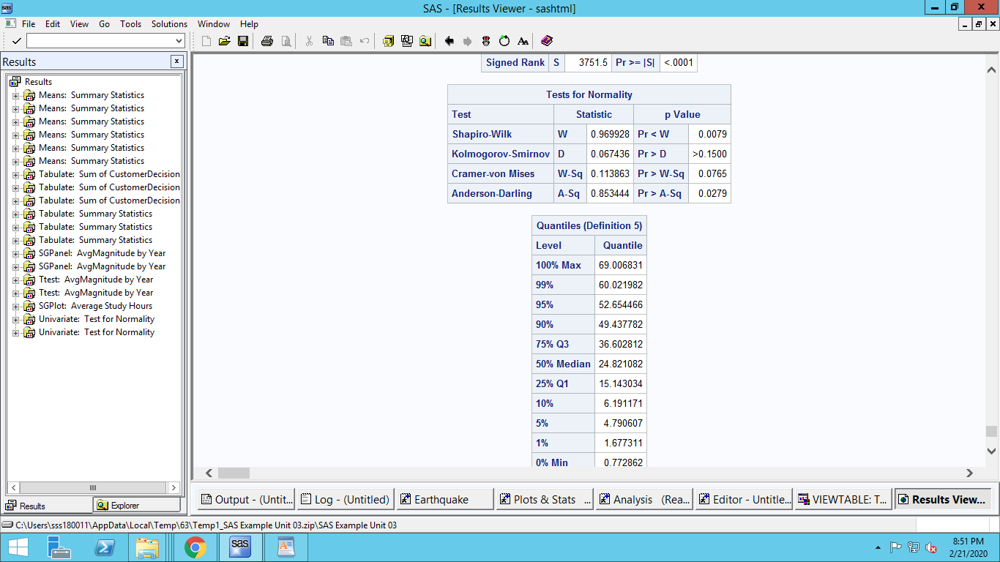 sas
SAS - [Results Viewer - sashtml]
File Edit View Go Tools Solutions Window Help
Results
Results
Means: Summary Statistics
Means: Summary Statistics
Means: Summary Statistics
Means: Summary Statistics
Means: Summary Statistics
Means: Summary Statistics
Tabulate: Sum of CustomerDecision
Tabulate: Sum of CustomerDecision
Tabulate: Sum of CustomerDecision
Tabulate: Summary Statistics
Tabulate: Summary Statistics
Tabulate: Summary Statistics
SGPanel: AvgMagnitude by Year
SGPanel: AvgMagnitude by Year
Ttest: AvgMagnitude by Year
Ttest: AvgMagnitude by Year
SGPlot: Average Study Hours
Univariate: Test for Normality
Univariate: Test for Normality
Results Explorer
Signed Rank S 3751.5 Pr >= |S| <.0001
Tests for Normality
Test Statistic p Value
Shapiro-Wilk W 0.969928 Pr < W 0.0079
Kolmogorov-Smirnov D 0.067436 Pr > D >0.1500
Cramer-von Mises W-Sq 0.113863 Pr > W-Sq 0.0765
Anderson-Darling A-Sq 0.853444 Pr > A-Sq 0.0279
Quantiles (Definition 5)
Level Quantile
100% Max 69.006831
99% 60.021982
95% 52.654466
90% 49.437782
75% Q3 36.602812
50% Median 24.821082
25% Q1 15.143034
10% 6.191171
5% 4.790607
1% 1.677311
0% Min 0.772862
Output - (Untit... Log - (Untitled) Earthquake Plots & Stats ... Analysis (Rea... Editor - Untitle... VIEWTABLE: T... Results View...
C:\Users\sss180011\AppData\Local\Temp\63\Temp1_SAS Example Unit 03.zip\SAS Example Unit 03
sas
8:51 PM
2/21/2020